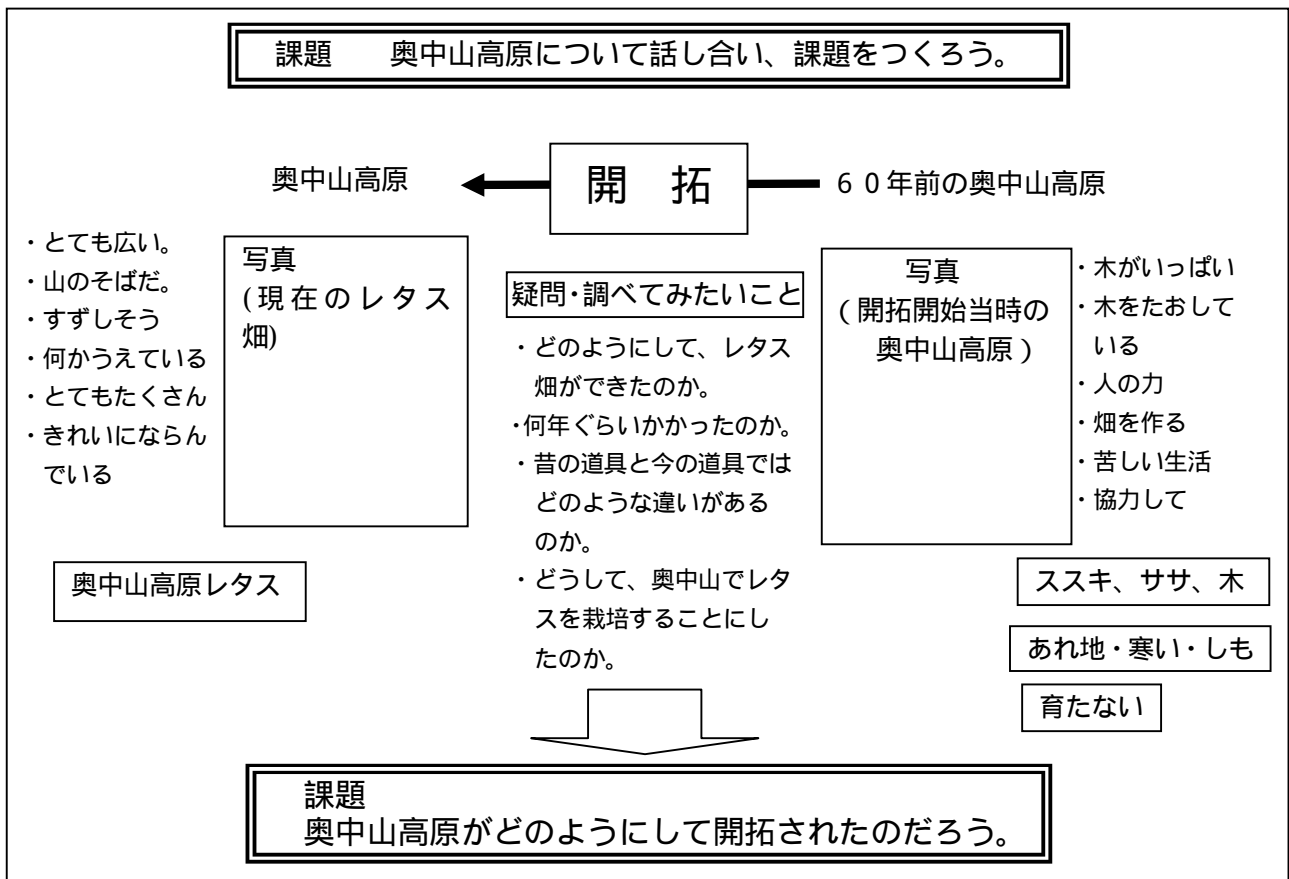 課題　　奥中山高原について話し合い、課題をつくろう。
奥中山高原
開　拓
６０年前の奥中山高原
・とても広い。
・山のそばだ。
・すずしそう
・何かうえている
・とてもたくさん
・きれいにならん
でいる
写真
(現在のレタス
畑)
疑問・調べてみたいこと
・どのようにして、レタス
畑ができたのか。
・何年ぐらいかかったのか。
・昔の道具と今の道具では
どのような違いがある
のか。
・どうして、奥中山でレタ
スを栽培することにし
たのか。
写真
（開拓開始当時の
奥中山高原）
・木がいっぱい
・木をたおして
いる
・人の力
・畑を作る
・苦しい生活
・協力して
奥中山高原レタス
ススキ、ササ、木
あれ地・寒い・しも
育たない
課題
奥中山高原がどのようにして開拓されたのだろう。